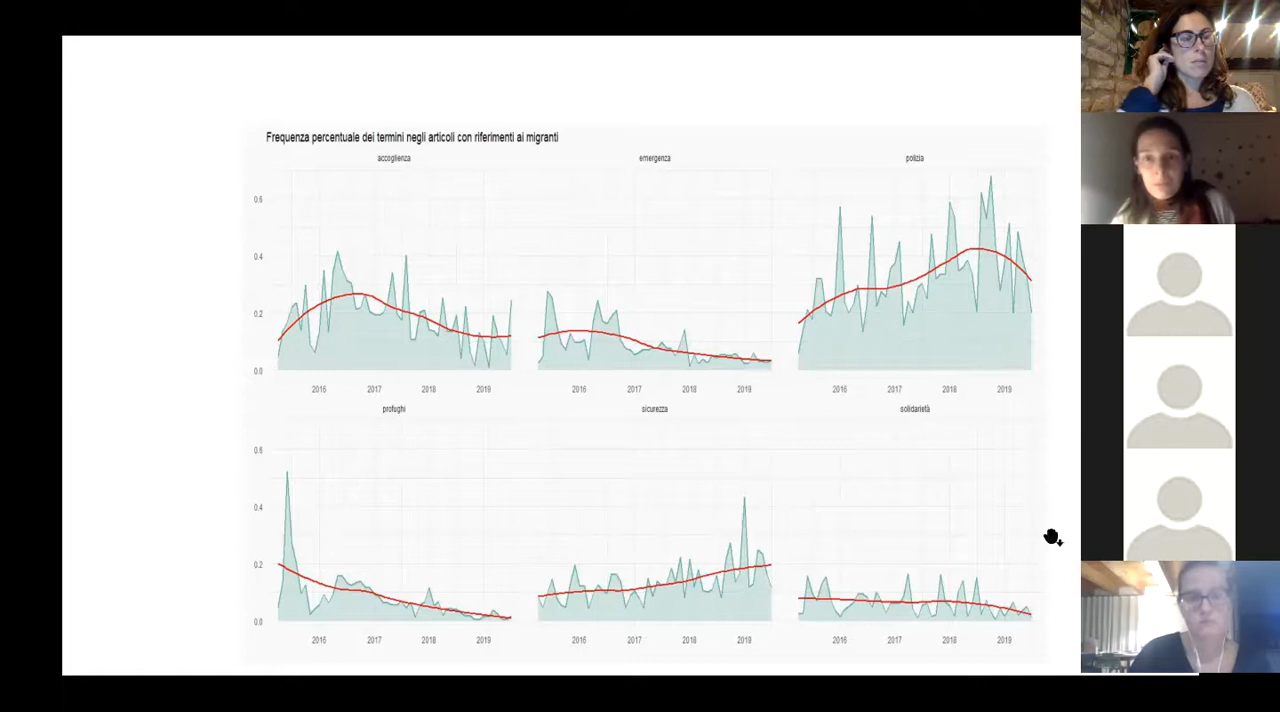 Frequenza percentuale dei termini negli articoli con riferimenti ai migranti
accoglienza emergenza polizia
0.6
0.4
0.2
0.0
2016 2017 2018 2019 2016 2017 2018 2019 2016 2017 2018 2019
profughi sicurezza solidarietà
0.6
0.4
0.2
0.0
2016 2017 2018 2019 2016 2017 2018 2019 2016 2017 2018 2019